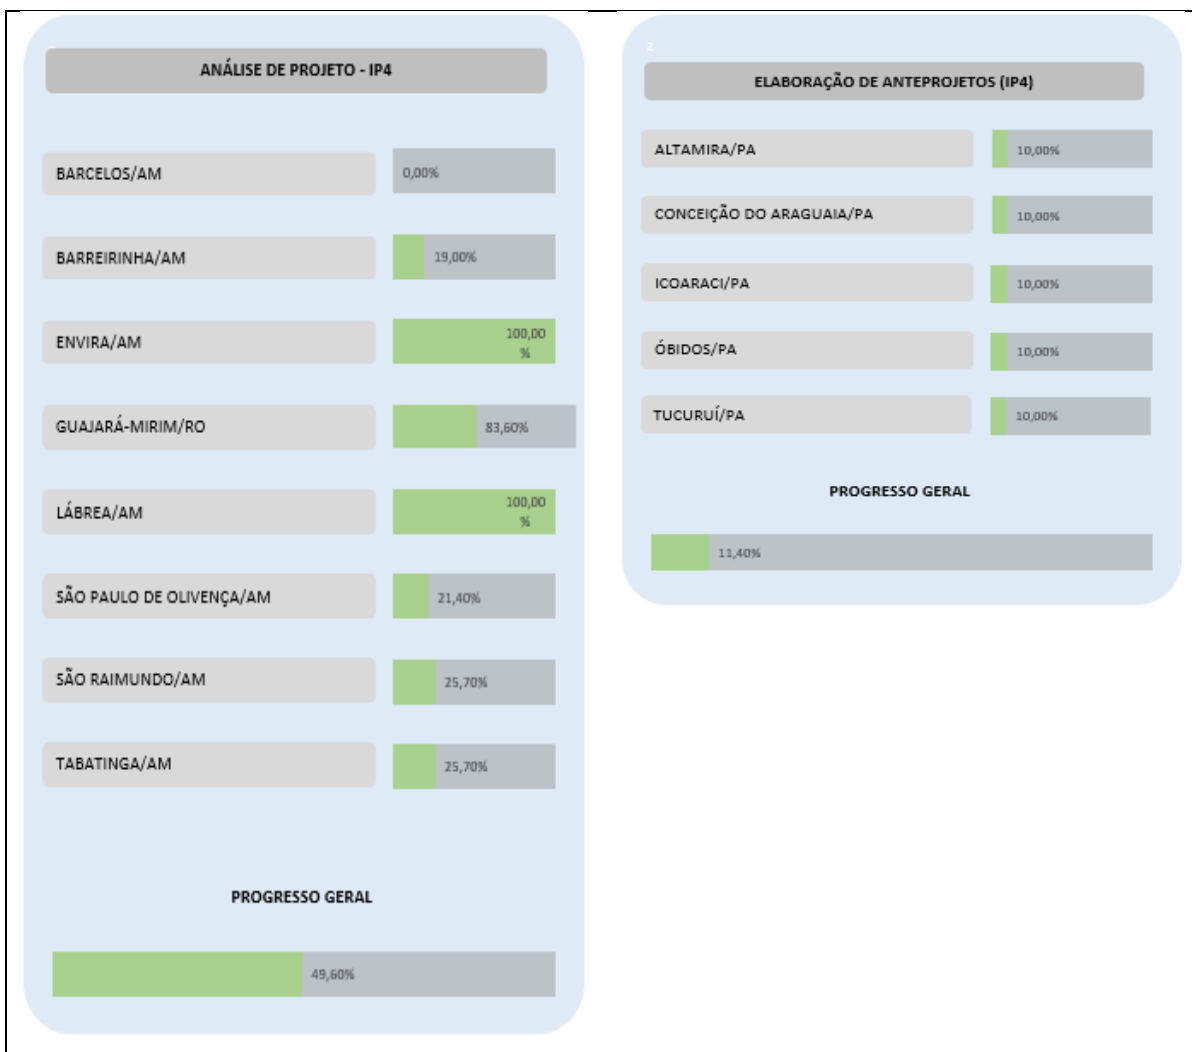 ANÁLISE DE PROJETO - IP4
BARCELOS/AM
0,00%
BARREIRINHA/AM
19,00%
ENVIRA/AM
100,00
%
GUAJARÁ-MIRIM/RO
83,60%
LÁBREA/AM
100,00
%
SÃO PAULO DE OLIVENÇA/AM
21,40%
SÃO RAIMUNDO/AM
25,70%
TABATINGA/AM
25,70%
PROGRESSO GERAL
49,60%
z
ELABORAÇÃO DE ANTEPROJETOS (IP4)
ALTAMIRA/PA
10,00%
CONCEIÇÃO DO ARAGUAIA/PA
10,00%
ICOARACI/PA
10,00%
ÓBIDOS/PA
10,00%
TUCURUÍ/PA
10,00%
PROGRESSO GERAL
11,40%